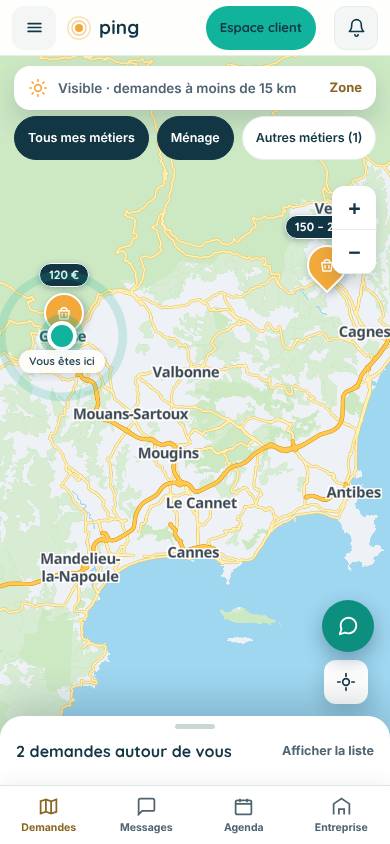 ping
Espace client
Visible · demandes à moins de 15 km
Zone
Tous mes métiers
Ménage
Autres métiers (1)
+
150 – 2
−
120 €
Vous êtes ici
Cagnes
Valbonne
Mouans-Sartoux
Mougins
Le Cannet
Antibes
Cannes
Mandelieu-
la-Napoule
2 demandes autour de vous
Afficher la liste
Demandes
Messages
Agenda
Entreprise